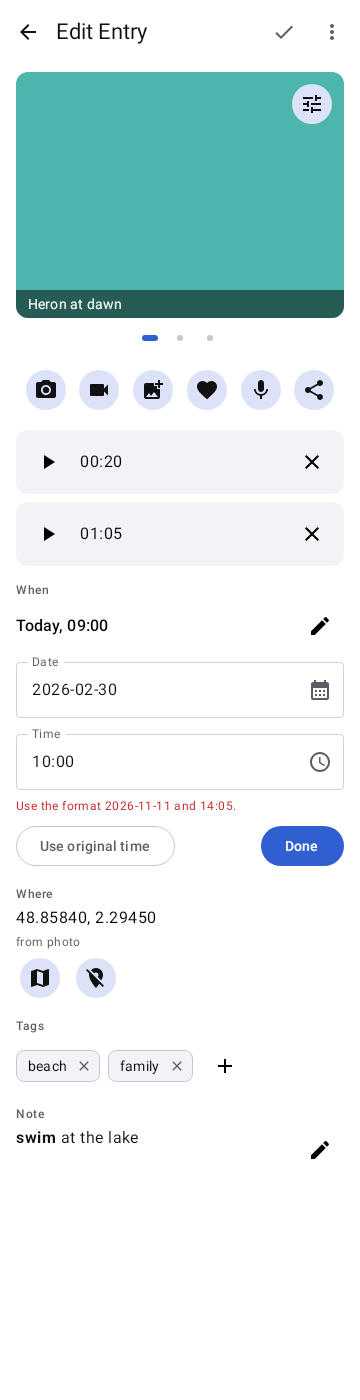 Edit Entry
Heron at dawn
00:20
01:05
When
Today, 09:00
Date
2026-02-30
Time
10:00
Use the format 2026-11-11 and 14:05.
Use original time
Done
Where
48.85840, 2.29450
from photo
Tags
beach
family
Note
swim at the lake